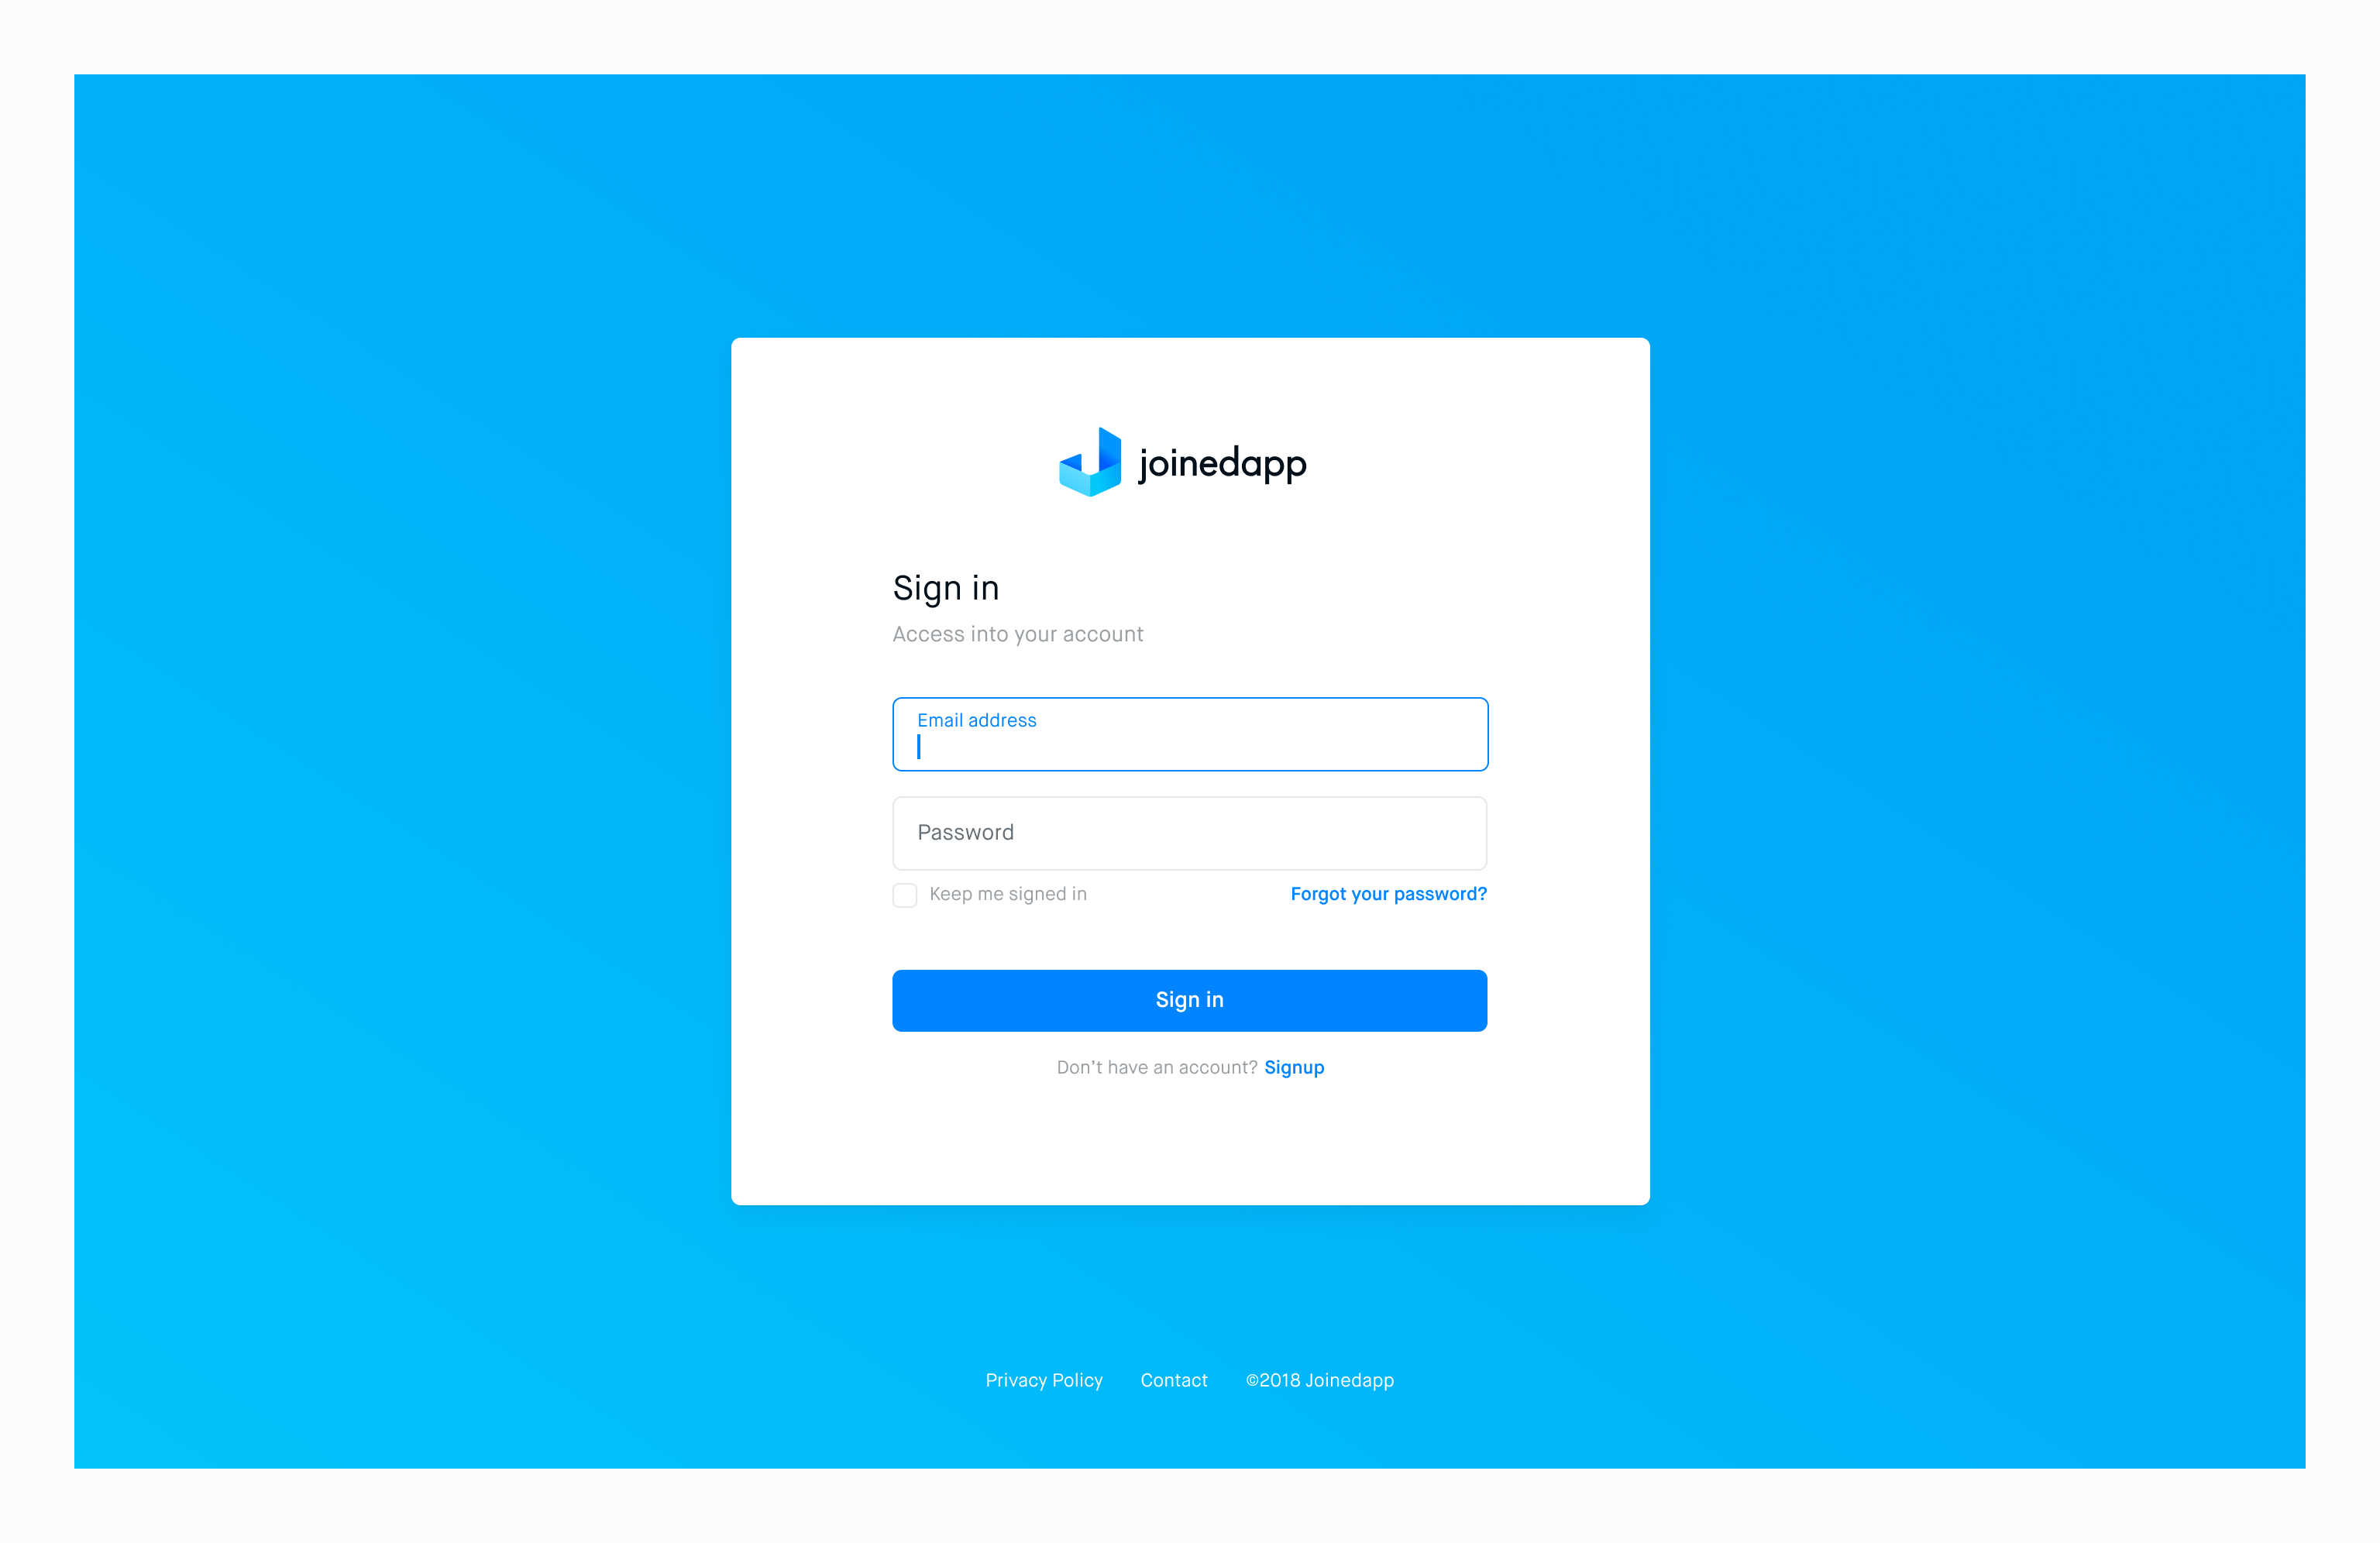 joinedapp
Sign in
Access into your account
Email address
Password
Keep me signed in Forgot your password?
Sign in
Don't have an account? Signup
Privacy Policy Contact ©2018 Joinedapp